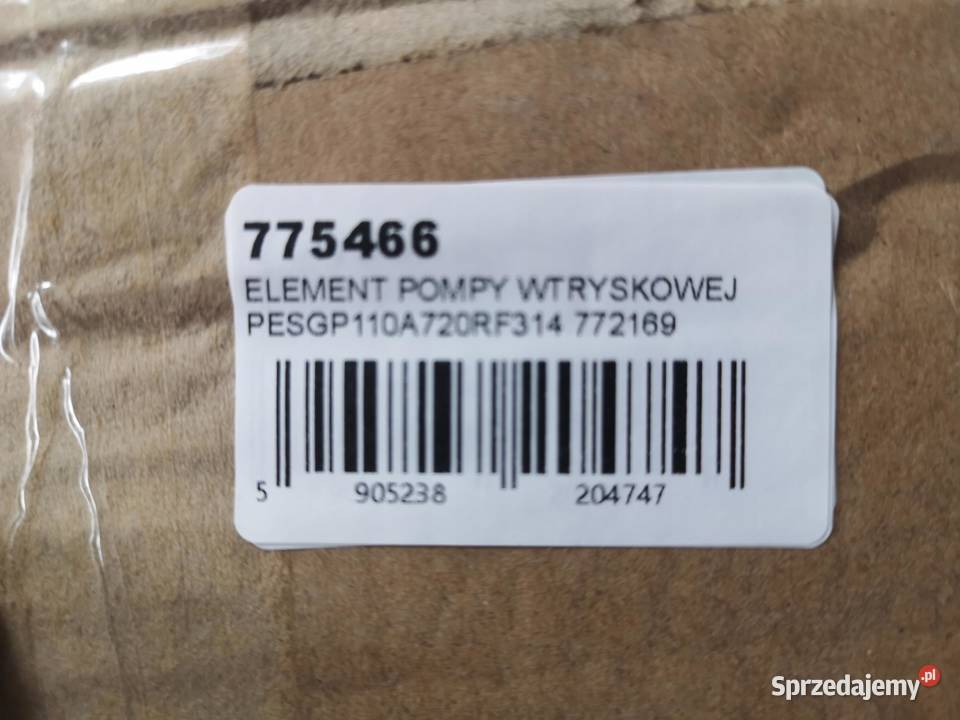 775466
ELEMENT POMPY WTRYSKOWEJ
PESGP110A720RF314 772169
5 905238 204747
Sprzedajemy.pl